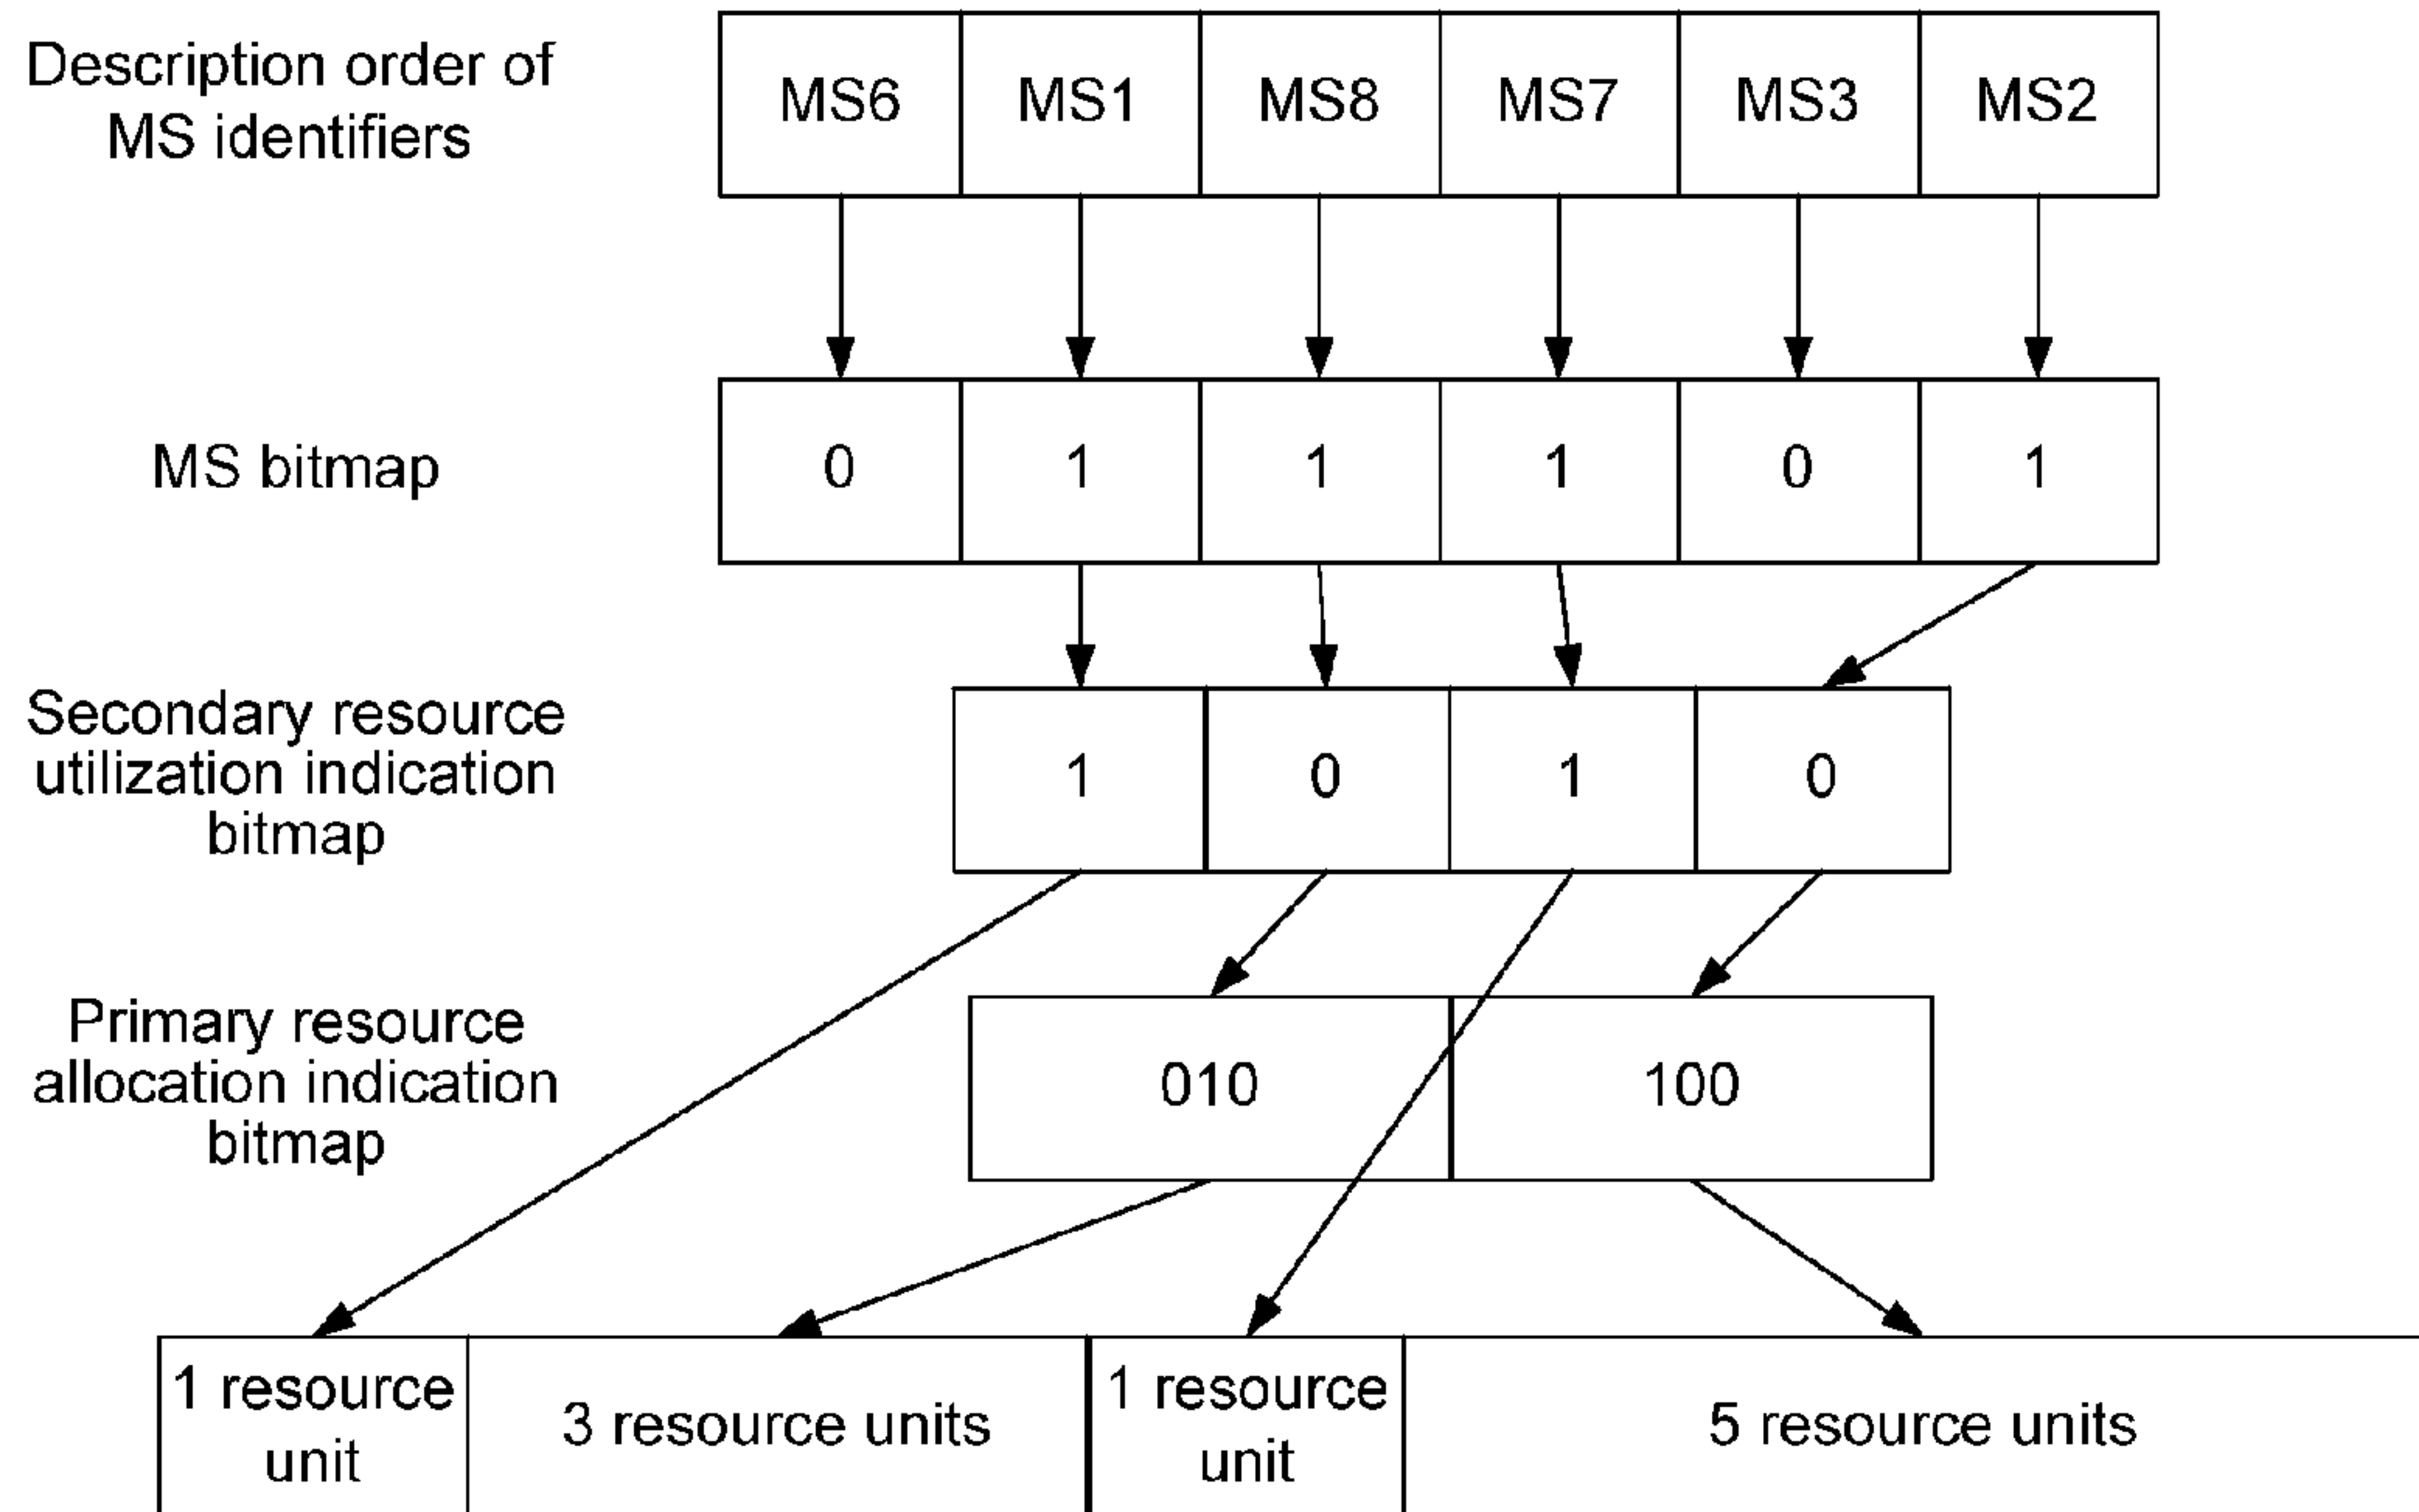 Description order of
MS identifiers
MS6 MS1 MS8 MS7 MS3 MS2
MS bitmap
0 1 1 1 0 1
Secondary resource
utilization indication
bitmap
1 0 1 0
Primary resource
allocation indication
bitmap
010 100
1 resource
unit
3 resource units
1 resource
unit
5 resource units